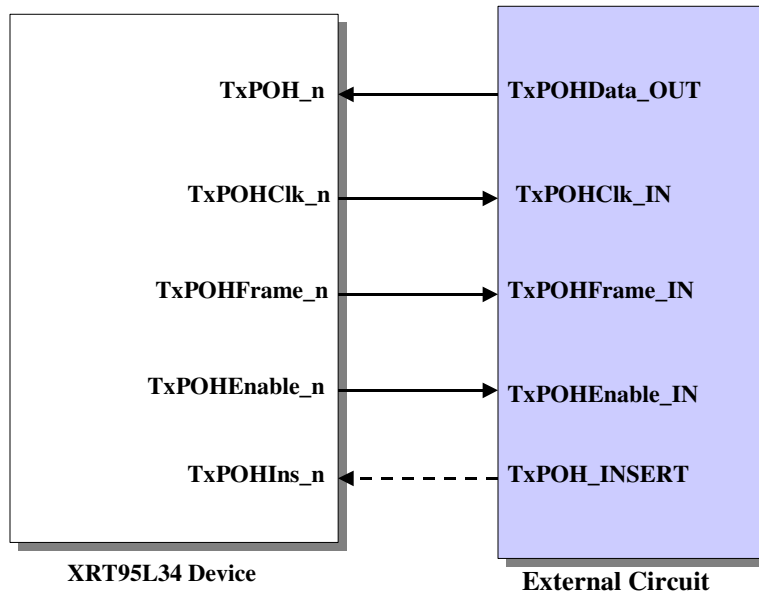 TxPOH_n TxPOHData_OUT
TxPOHClk_n TxPOHClk_IN
TxPOHFrame_n TxPOHFrame_IN
TxPOHEnable_n TxPOHEnable_IN
TxPOHIns_n TxPOH_INSERT
XRT95L34 Device External Circuit